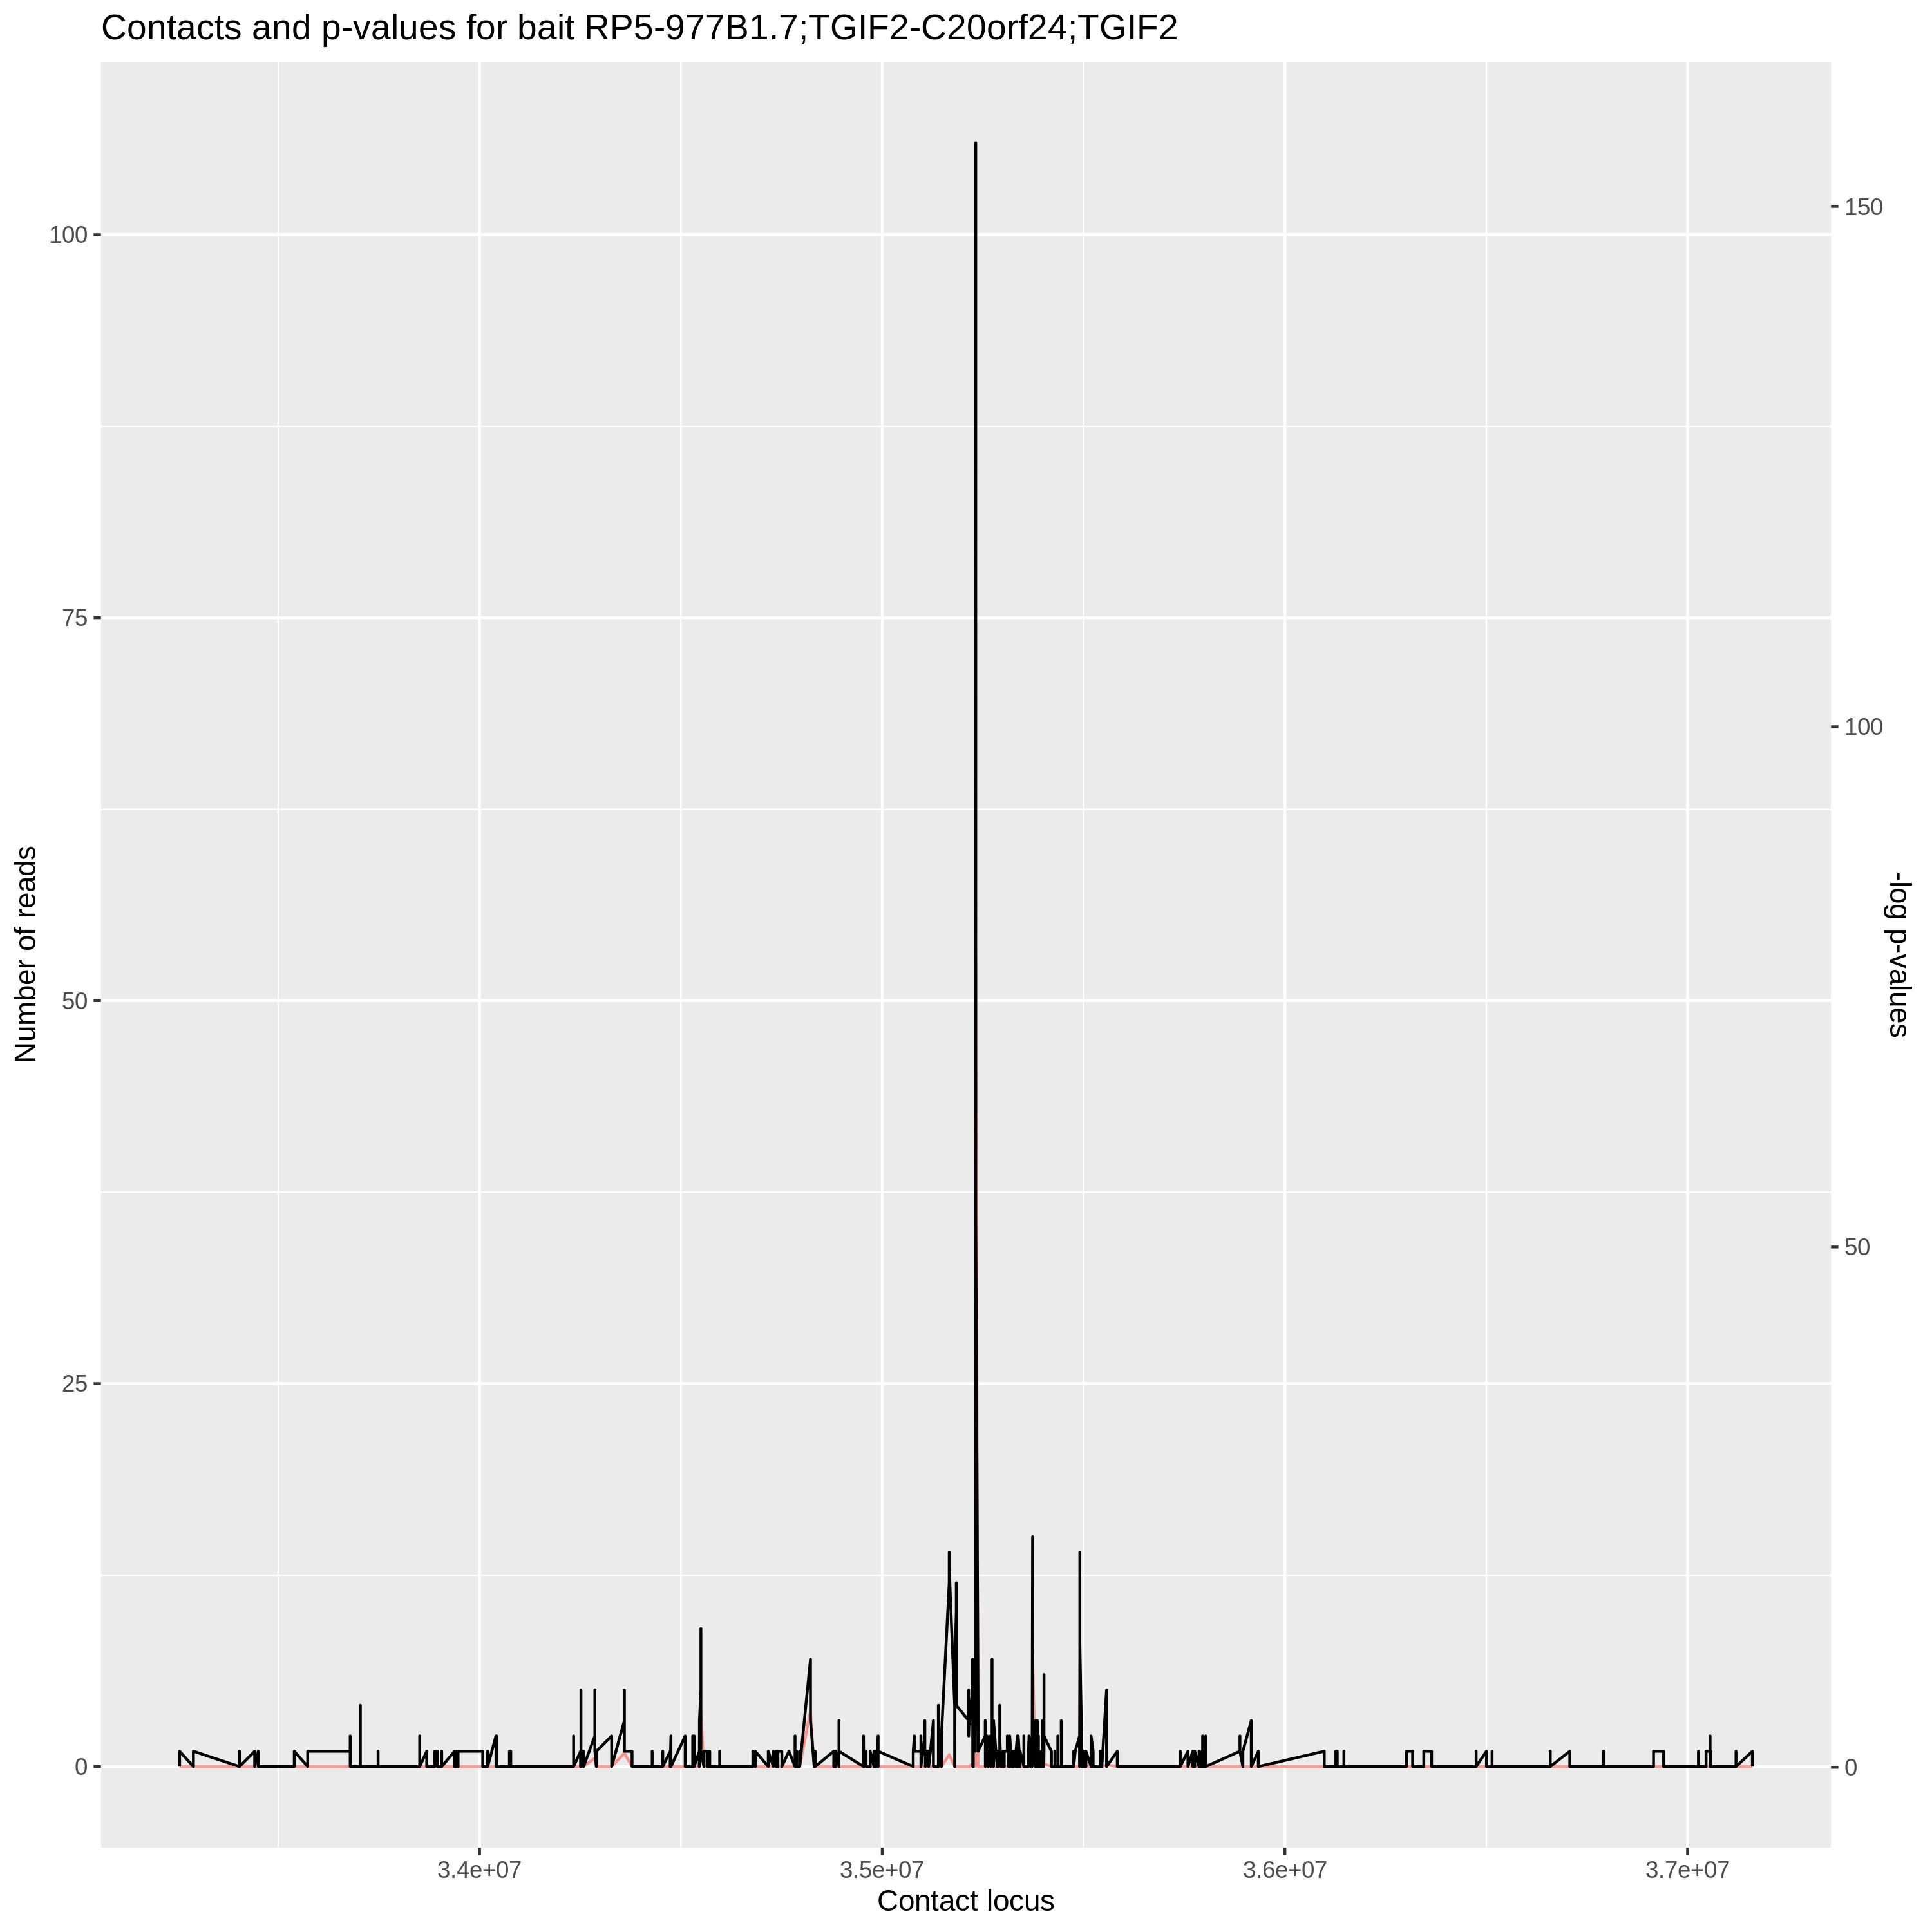 Contacts and p-values for bait RP5-977B1.7;TGIF2-C20orf24;TGIF2
Number of reads
100
75
50
25
0
150
100
50
0
-log p-values
3.4e+07
3.5e+07
3.6e+07
3.7e+07
Contact locus